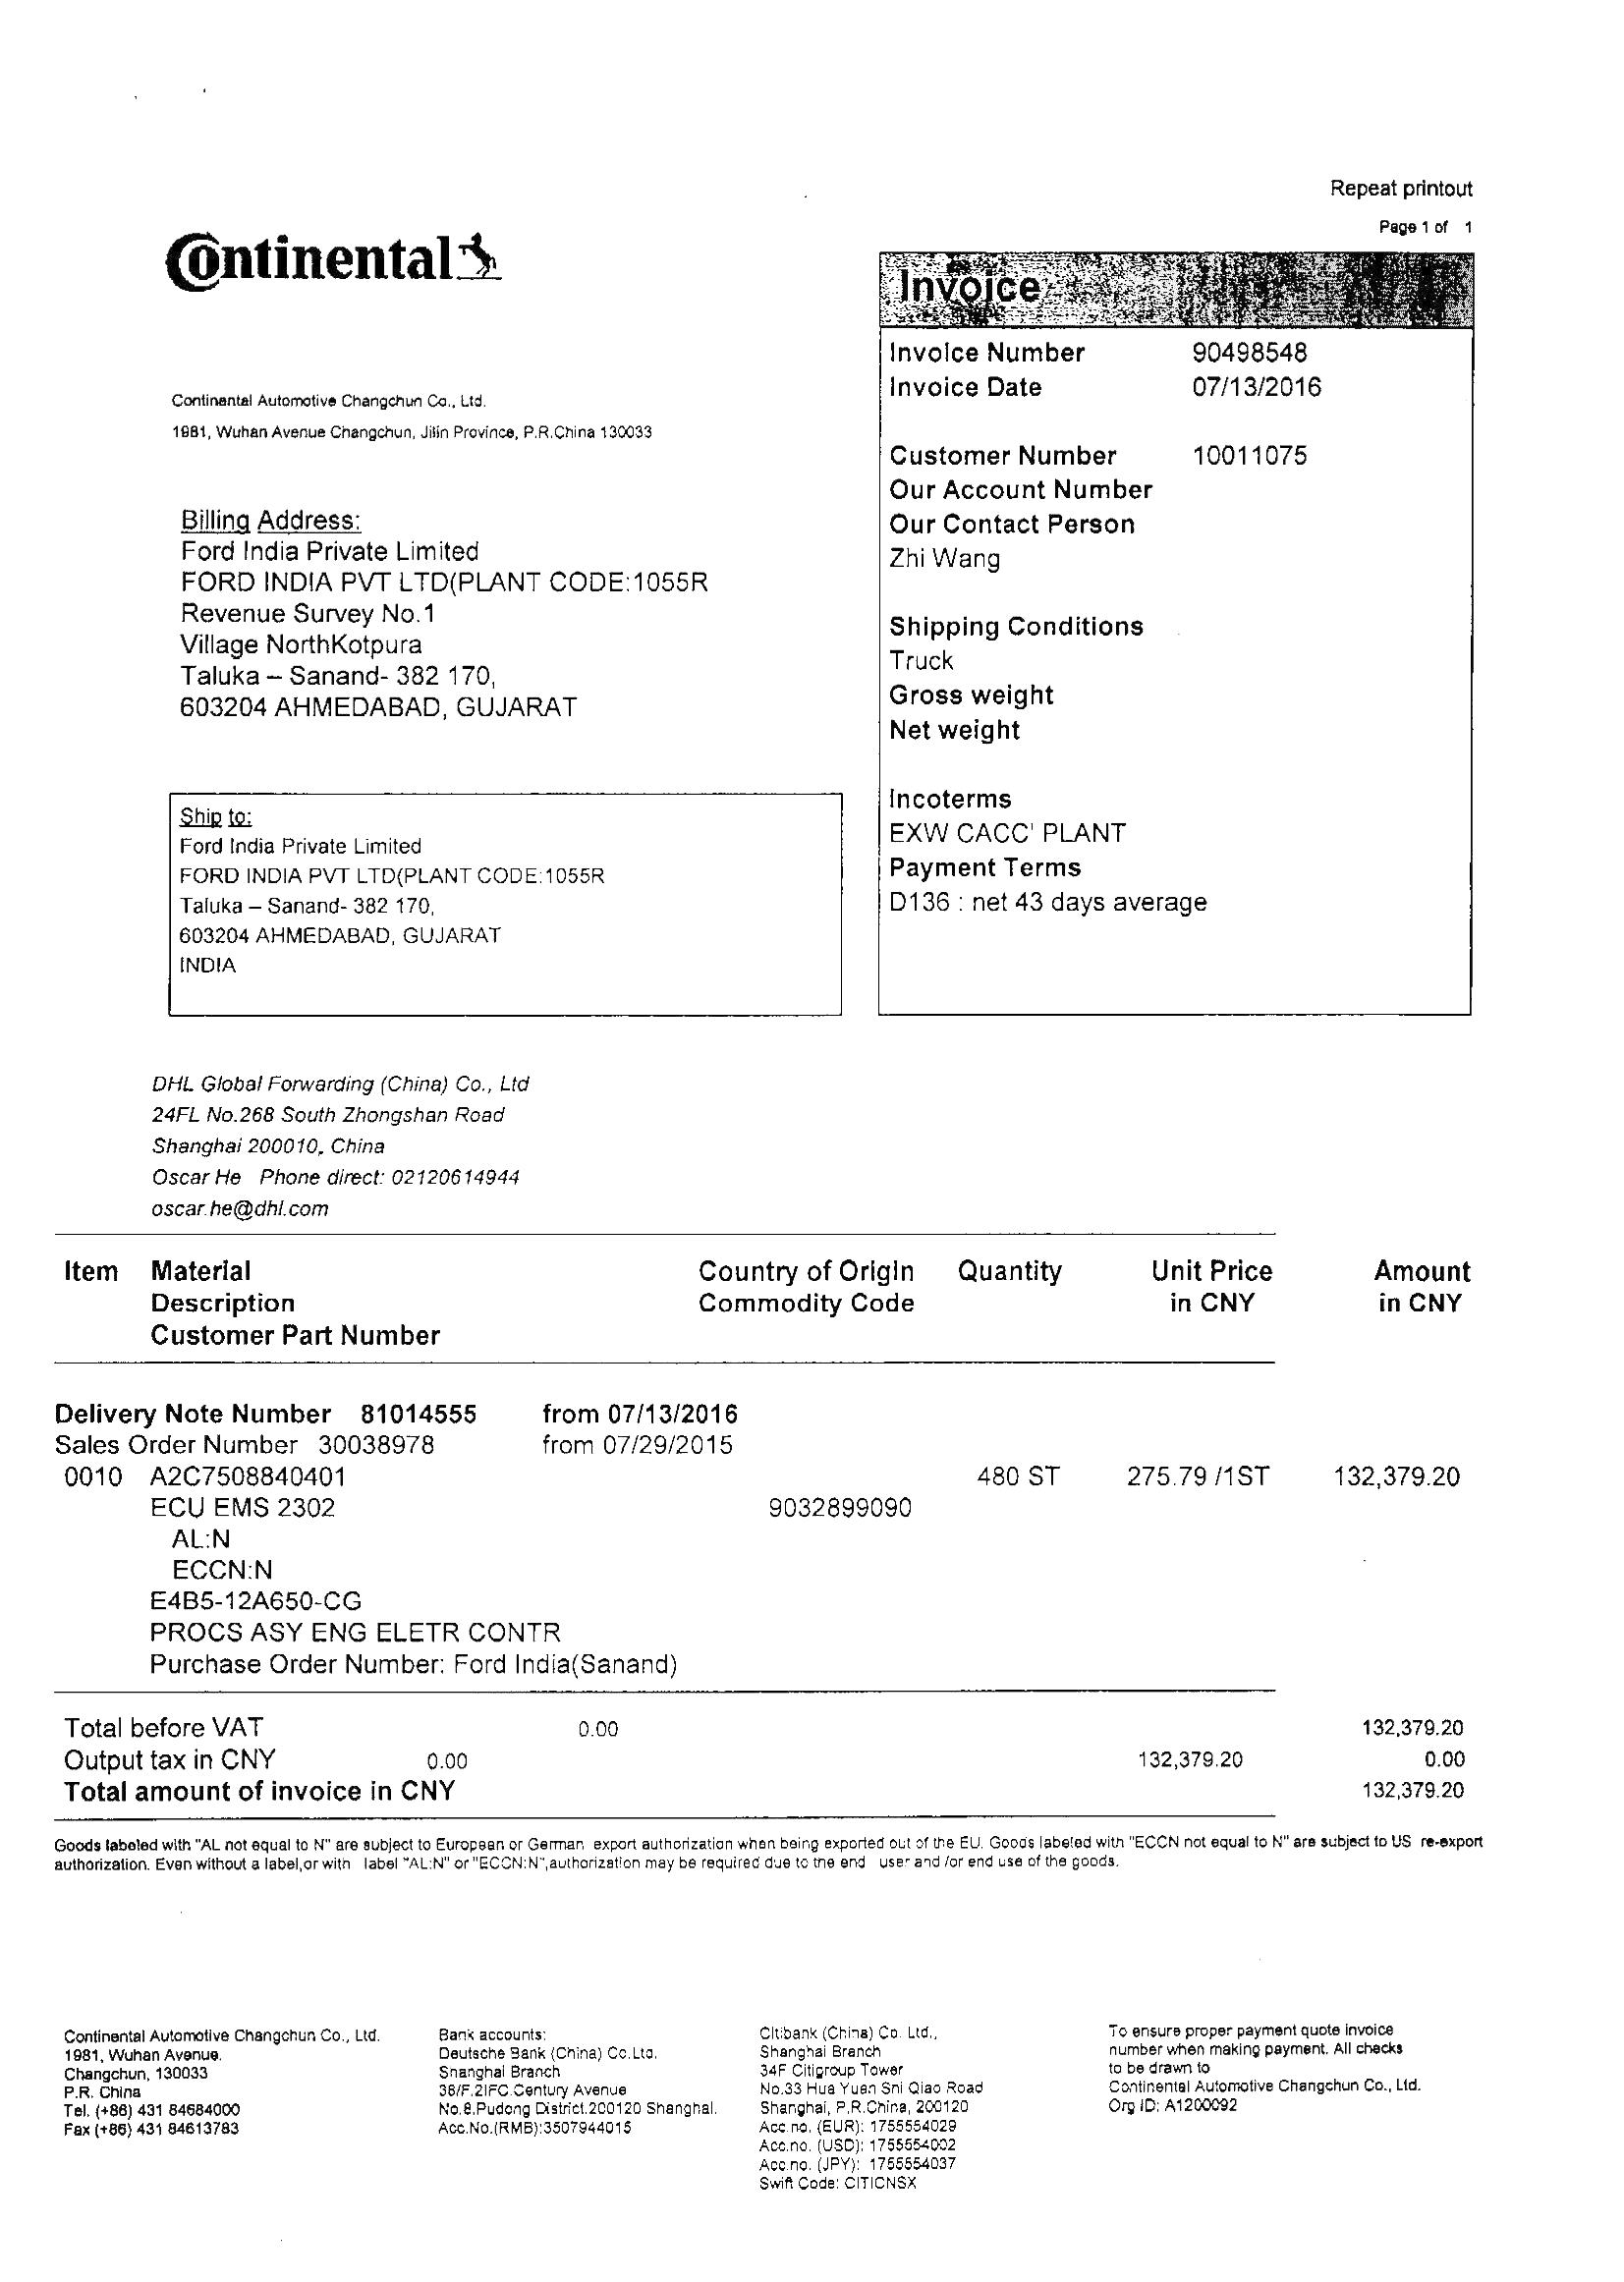 Repeat printout
Page 1 of 1
Continental
Invoice
Invoice Number 90498548
Invoice Date 07/13/2016
Continental Automotive Changchun Co., Ltd.
1981, Wuhan Avenue Changchun, Jilin Province, P.R.China 130033
Customer Number 10011075
Our Account Number
Our Contact Person
Zhi Wang
Shipping Conditions
Truck
Gross weight
Net weight
Incoterms
EXW CACC' PLANT
Payment Terms
D136 : net 43 days average
Billing Address:
Ford India Private Limited
FORD INDIA PVT LTD(PLANT CODE:1055R
Revenue Survey No.1
Village NorthKotpura
Taluka – Sanand- 382 170,
603204 AHMEDABAD, GUJARAT
Ship to:
Ford India Private Limited
FORD INDIA PVT LTD(PLANT CODE:1055R
Taluka – Sanand- 382 170,
603204 AHMEDABAD, GUJARAT
INDIA
DHL Global Forwarding (China) Co., Ltd
24FL No.268 South Zhongshan Road
Shanghai 200010, China
Oscar He Phone direct: 02120614944
oscar.he@dhl.com
Item Material Country of Origin Quantity Unit Price Amount
Description Commodity Code in CNY in CNY
Customer Part Number
Delivery Note Number 81014555 from 07/13/2016
Sales Order Number 30038978 from 07/29/2015
0010 A2C7508840401 480 ST 275.79 /1ST 132,379.20
ECU EMS 2302 9032899090
AL:N
ECCN:N
E4B5-12A650-CG
PROCS ASY ENG ELETR CONTR
Purchase Order Number: Ford India(Sanand)
Total before VAT 0.00 132,379.20
Output tax in CNY 0.00 132,379.20 0.00
Total amount of invoice in CNY 132,379.20
Goods labeled with "AL not equal to N" are subject to European or German export authorization when being exported out of the EU. Goods labeled with "ECCN not equal to N" are subject to US re-export
authorization. Even without a label,or with label "AL:N" or "ECCN:N",authorization may be required due to the end user and /or end use of the goods.
Continental Automotive Changchun Co., Ltd.
1981, Wuhan Avenue.
Changchun, 130033
P.R. China
Tel. (+86) 431 84684000
Fax (+86) 431 84613783
Bank accounts:
Deutsche Bank (China) Co.Ltd.
Shanghai Branch
38/F.2IFC.Century Avenue
No.8.Pudong District.200120 Shanghai.
Acc.No.(RMB):3507944015
Citibank (China) Co. Ltd.,
Shanghai Branch
34F Citigroup Tower
No.33 Hua Yuan Shi Qiao Road
Shanghai, P.R.China, 200120
Acc.no. (EUR): 1755554029
Acc.no. (USD): 1755554002
Acc.no. (JPY): 1755554037
Swift Code: CITICNSX
To ensure proper payment quote invoice
number when making payment. All checks
to be drawn to
Continental Automotive Changchun Co., Ltd.
Org ID: A1200092